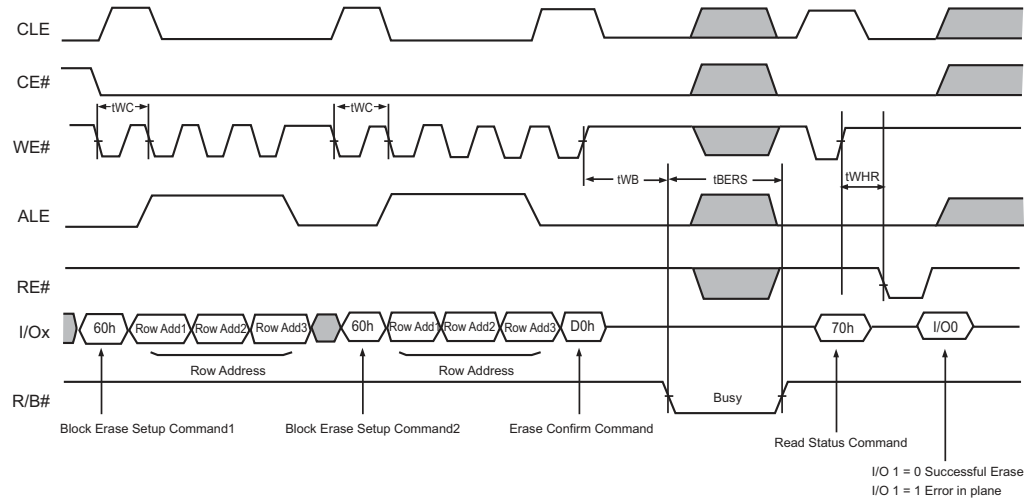 CLE
CE#
tWC
tWC
WE#
tWB
tBERS
tWHR
ALE
RE#
I/Ox
60h
Row Add1
Row Add2
Row Add3
60h
Row Add1
Row Add2
Row Add3
D0h
70h
I/O0
Row Address
Row Address
R/B#
Busy
Block Erase Setup Command1
Block Erase Setup Command2
Erase Confirm Command
Read Status Command
I/O 1 = 0 Successful Erase
I/O 1 = 1 Error in plane